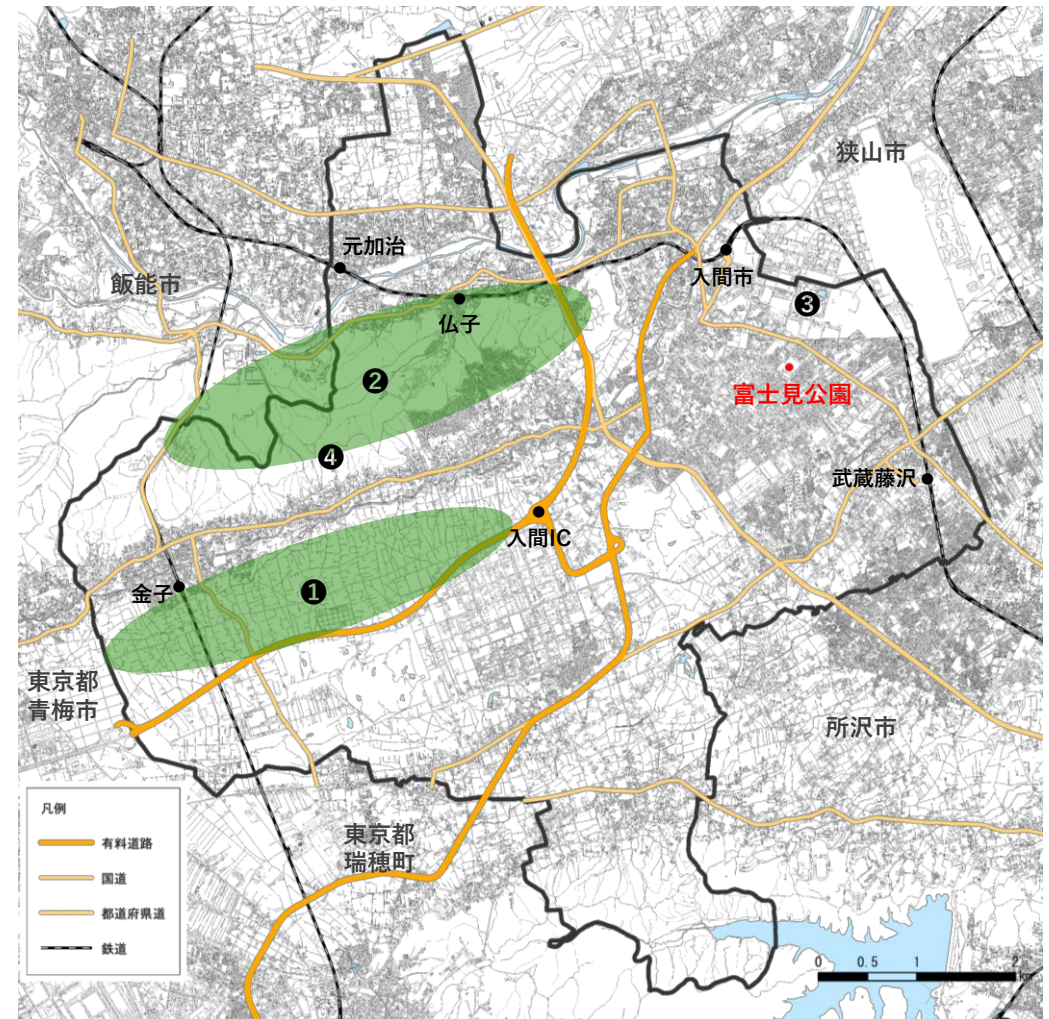 狭山市
元加治
入間市
飯能市
❸
仏子
❷
富士見公園
❹
武蔵藤沢
入間IC
金子
❶
東京都
青梅市
所沢市
凡例
有料道路
国道
都道府県道
鉄道
東京都
瑞穂町
0 0.5 1 2
km